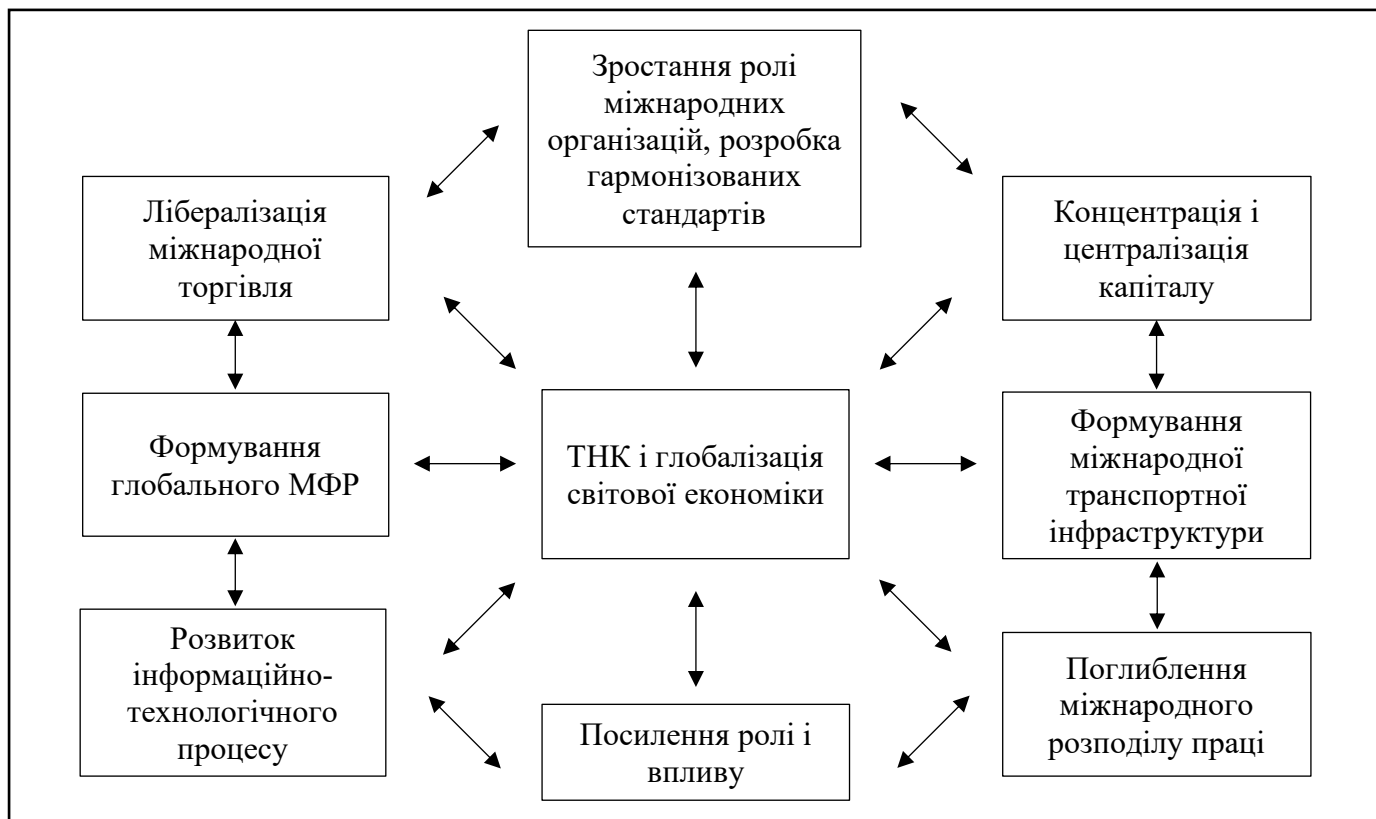 Зростання ролі
міжнародних
організацій, розробка
гармонізованих
стандартів
Лібералізація
міжнародної
торгівля
Концентрація і
централізація
капіталу
Формування
глобального МФР
ТНК і глобалізація
світової економіки
Формування
міжнародної
транспортної
інфраструктури
Розвиток
інформаційно-
технологічного
процесу
Посилення ролі і
впливу
Поглиблення
міжнародного
розподілу праці